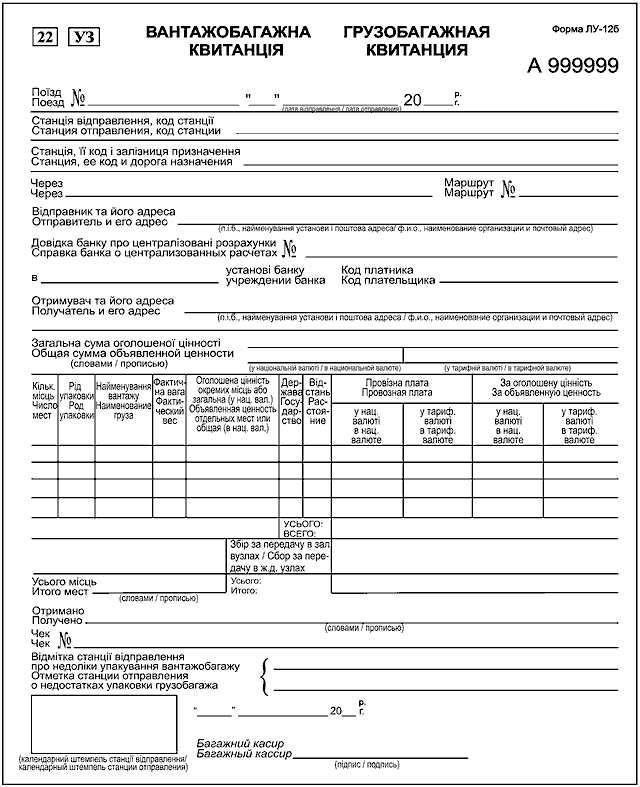 22 УЗ
ВАНТАЖОБАГАЖНА КВИТАНЦІЯ
ГРУЗОБАГАЖНАЯ КВИТАНЦИЯ
Форма ЛУ-12б
А 999999
Поїзд
Поезд № " " 20 р.
г.
(дата відправлення / дата отправления)
Станція відправлення, код станції
Станция отправления, код станции
Станція, її код і залізниця призначення
Станция, ее код и дорога назначения
Через
Через
Маршрут
Маршрут №
Відправник та його адреса
Отправитель и его адрес
(п.і.б., найменування установи і поштова адреса/ ф.и.о., наименование организации и почтовый адрес)
Довідка банку про централізовані розрахунки
Справка банка о централизованных расчетах №
в
установі банку
учреждении банка
Код платника
Код плательщика
Отримувач та його адреса
Получатель и его адрес
(п.і.б., найменування установи і поштова адреса / ф.и.о., наименование организации и почтовый адрес)
Загальна сума оголошеної цінності
Общая сумма объявленной ценности
(словами / прописью)
(у національній валюті / в национальной валюте)
(у тарифній валюті / в тарифной валюте)
Кільк. місць
Число мест
Рід упаковки
Род упаковки
Найменування вантажу
Наименование груза
Фактична вага
Фактический вес
Оголошена цінність окремих місць або загальна (у нац. вал.)
Объявленная ценность отдельных мест или общая (в нац. вал.)
Держава
Государство
Відстань
Расстояние
Провізна плата
Провозная плата
у нац. валюті
в нац. валюте
у тариф. валюті
в тариф. валюте
За оголошену цінність
За объявленную ценность
у нац. валюті
в нац. валюте
у тариф. валюті
в тариф. валюте
УСЬОГО:
ВСЕГО:
Збір за передачу в зал.
вузлах / Сбор за пере-
дачу в ж.д. узлах
Усього місць
Итого мест
(словами / прописью)
Усього:
Итого:
Отримано
Получено
(словами / прописью)
Чек
Чек №
Відмітка станції відправлення
про недоліки упакування вантажобагажу
Отметка станции отправления
о недостатках упаковки грузобагажа
" " 20 р.
г.
(календарний штемпель станції відправлення/
календарный штемпель станции отправления)
Багажний касир
Багажный кассир
(підпис / подпись)